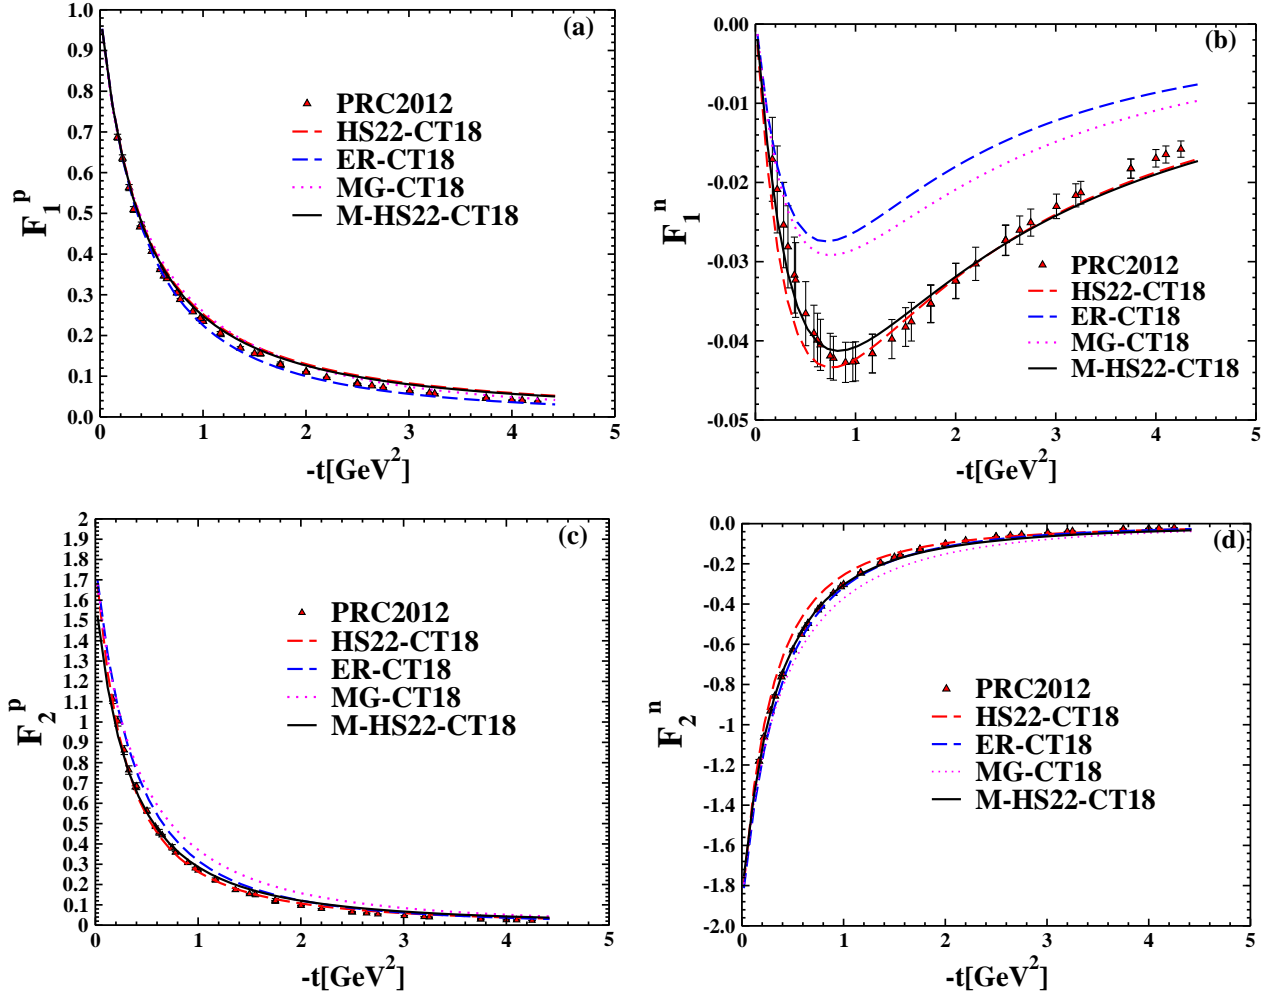 (a)
1.0
0.9
0.8
0.7
0.6
0.5
0.4
0.3
0.2
0.1
0.0
F₁ᵖ
PRC2012
HS22-CT18
ER-CT18
MG-CT18
M-HS22-CT18
0 1 2 3 4 5
-t[GeV²]
(b)
0.00
-0.01
-0.02
-0.03
-0.04
-0.05
F₁ⁿ
PRC2012
HS22-CT18
ER-CT18
MG-CT18
M-HS22-CT18
0 1 2 3 4 5
-t[GeV²]
(c)
2
1.9
1.8
1.7
1.6
1.5
1.4
1.3
1.2
1.1
1
0.9
0.8
0.7
0.6
0.5
0.4
0.3
0.2
0.1
0
F₂ᵖ
PRC2012
HS22-CT18
ER-CT18
MG-CT18
M-HS22-CT18
0 1 2 3 4 5
-t[GeV²]
(d)
0.0
-0.2
-0.4
-0.6
-0.8
-1
-1.2
-1.4
-1.6
-1.8
-2.0
F₂ⁿ
PRC2012
HS22-CT18
ER-CT18
MG-CT18
M-HS22-CT18
0 1 2 3 4 5
-t[GeV²]